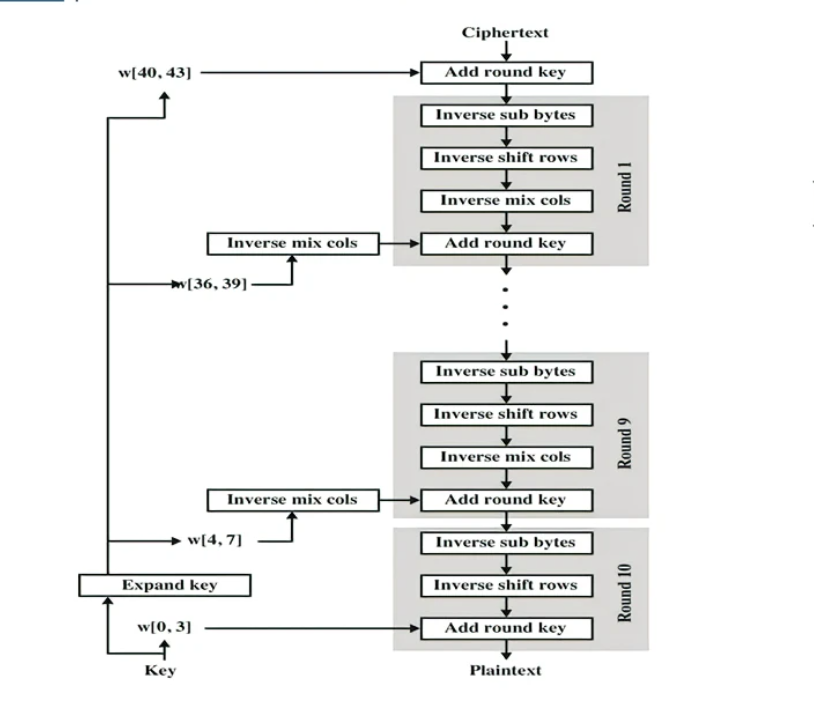 Ciphertext
w[40, 43]
Add round key
Inverse sub bytes
Inverse shift rows
Inverse mix cols
Round 1
Inverse mix cols
Add round key
w[36, 39]
Inverse sub bytes
Inverse shift rows
Inverse mix cols
Round 9
Inverse mix cols
Add round key
w[4, 7]
Inverse sub bytes
Expand key
Inverse shift rows
Round 10
w[0, 3]
Add round key
Key
Plaintext